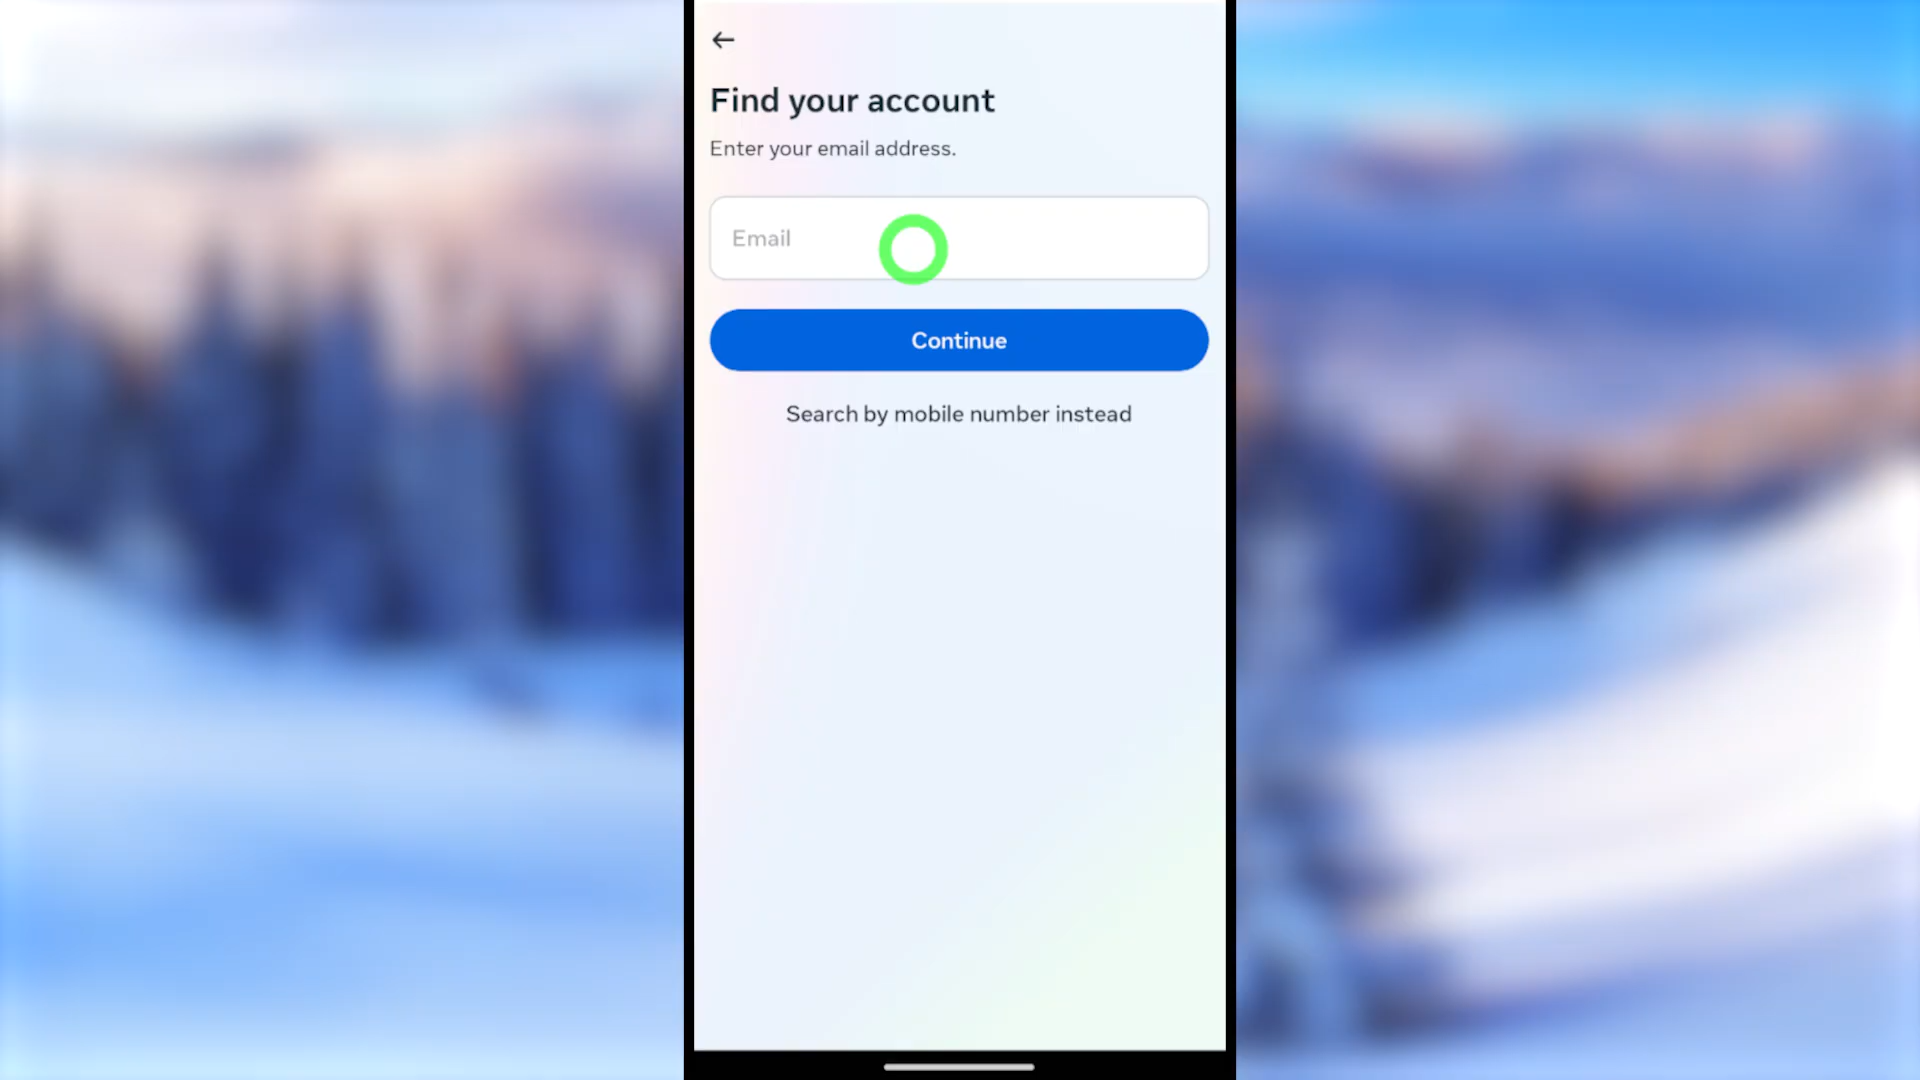 Find your account
Enter your email address.
Email
Continue
Search by mobile number instead